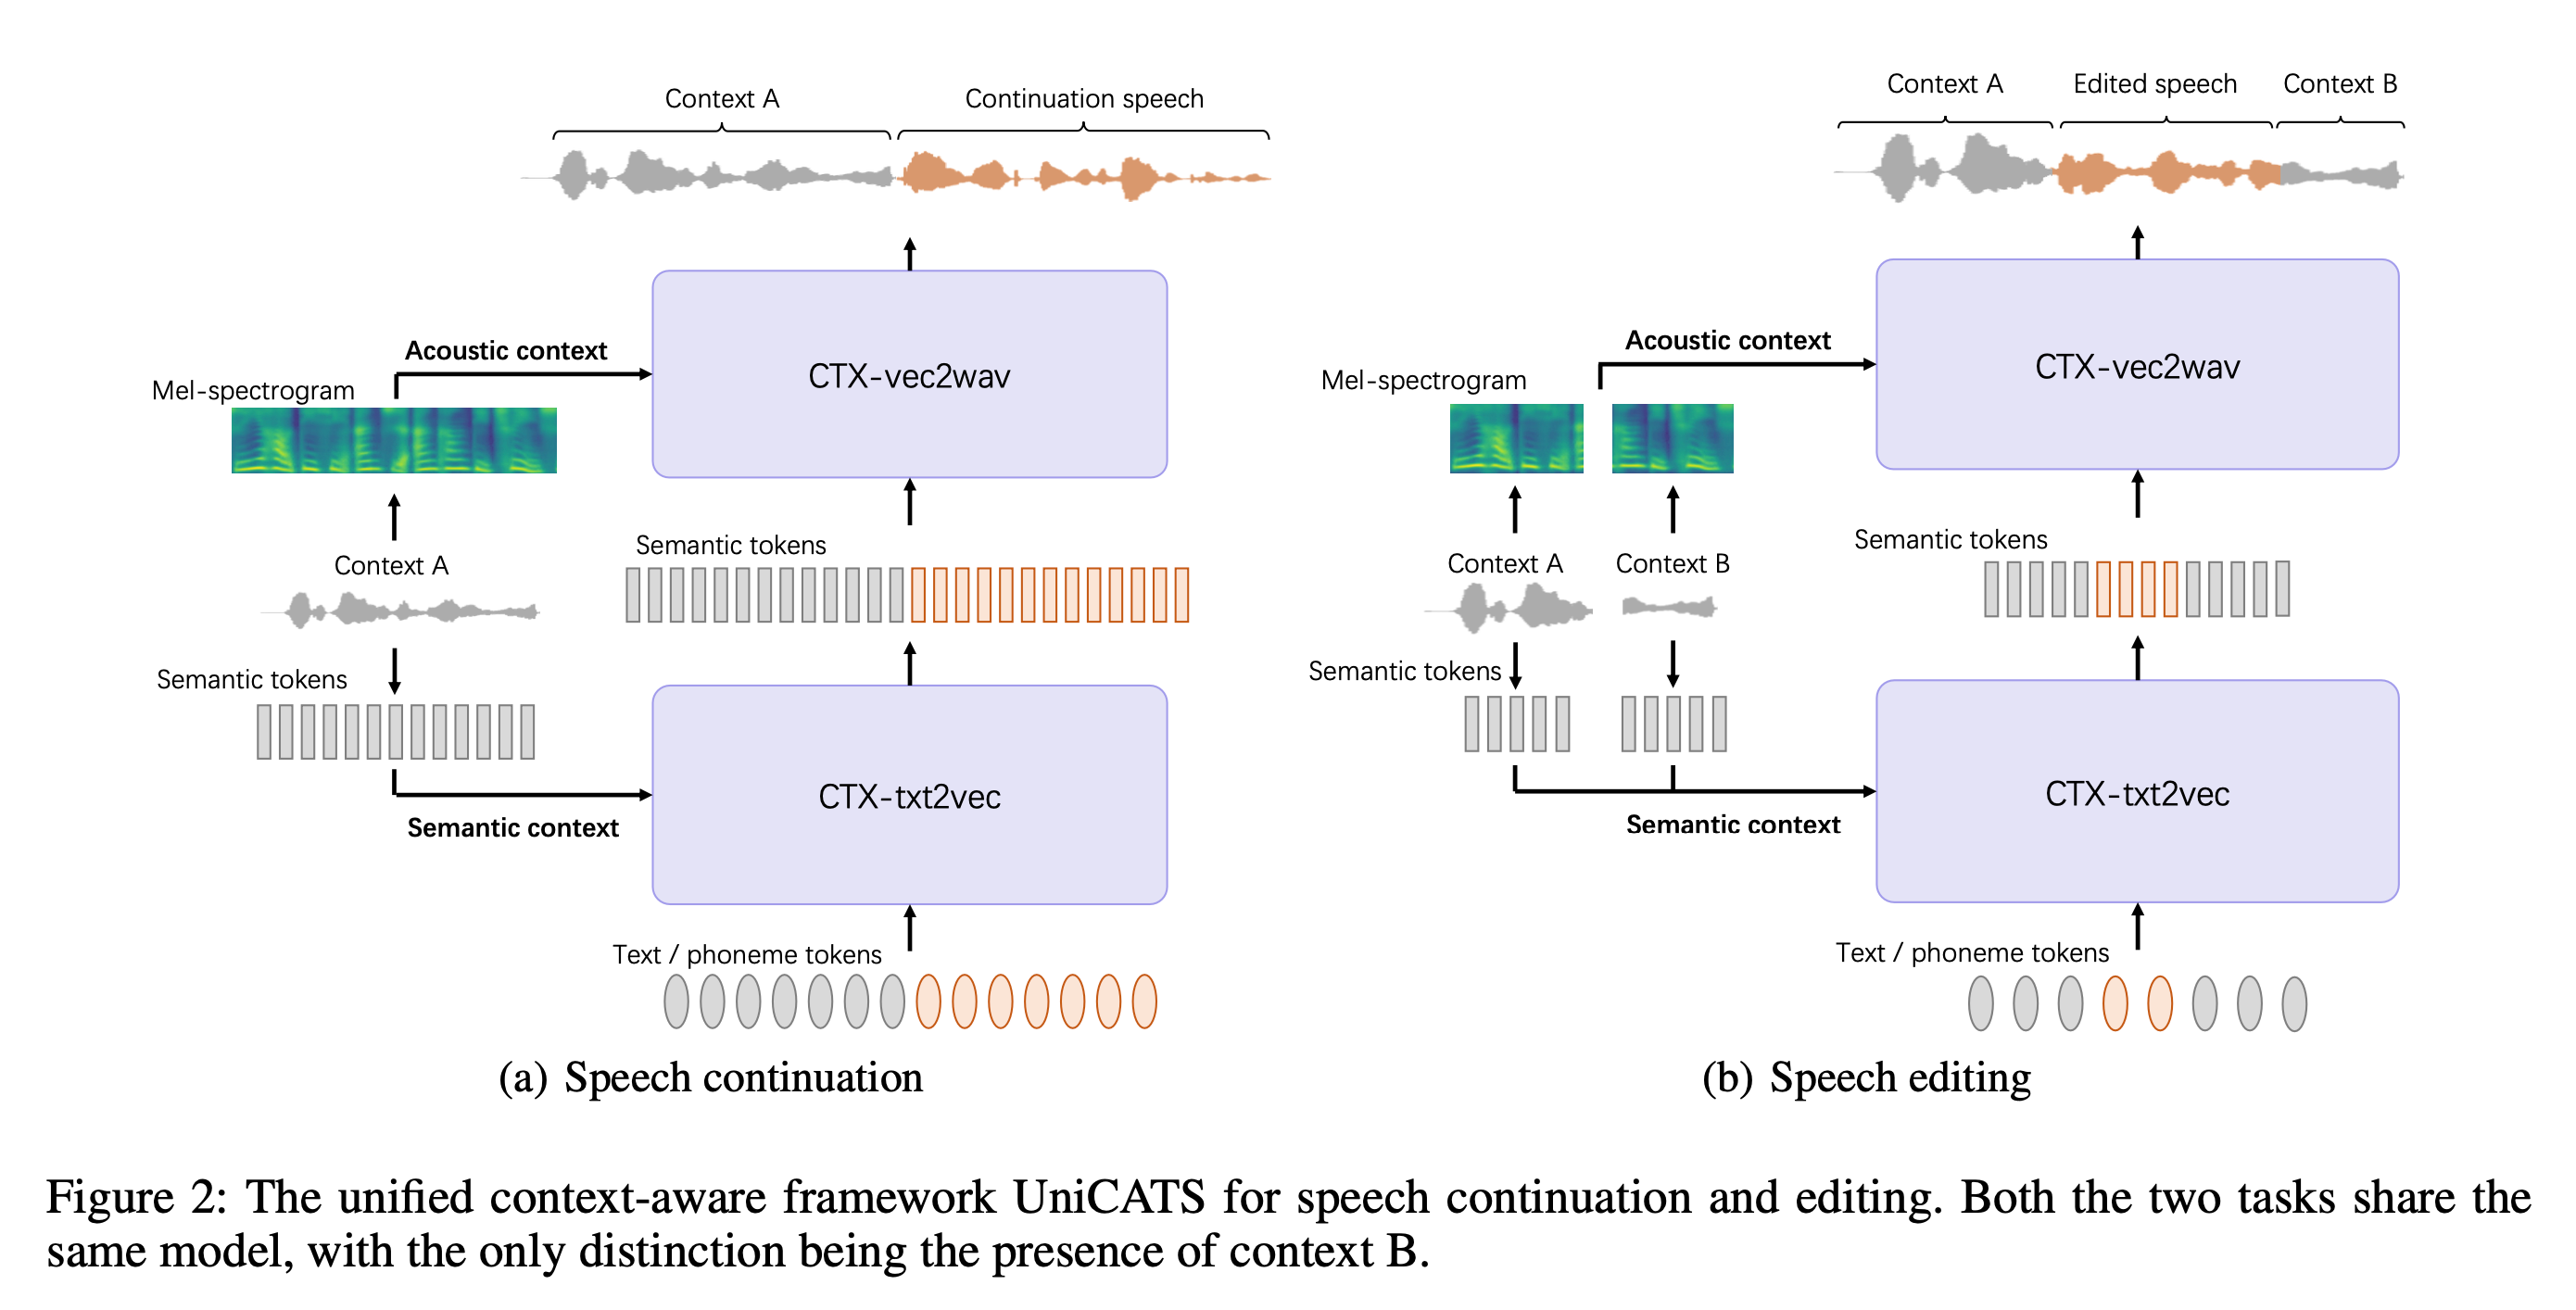 Context A
Continuation speech
CTX-vec2wav
Acoustic context
Mel-spectrogram
Context A
Semantic tokens
Semantic tokens
CTX-txt2vec
Semantic context
Text / phoneme tokens
(a) Speech continuation
Context A
Edited speech
Context B
CTX-vec2wav
Acoustic context
Mel-spectrogram
Context A
Context B
Semantic tokens
Semantic tokens
CTX-txt2vec
Semantic context
Text / phoneme tokens
(b) Speech editing
Figure 2: The unified context-aware framework UniCATS for speech continuation and editing. Both the two tasks share the
same model, with the only distinction being the presence of context B.